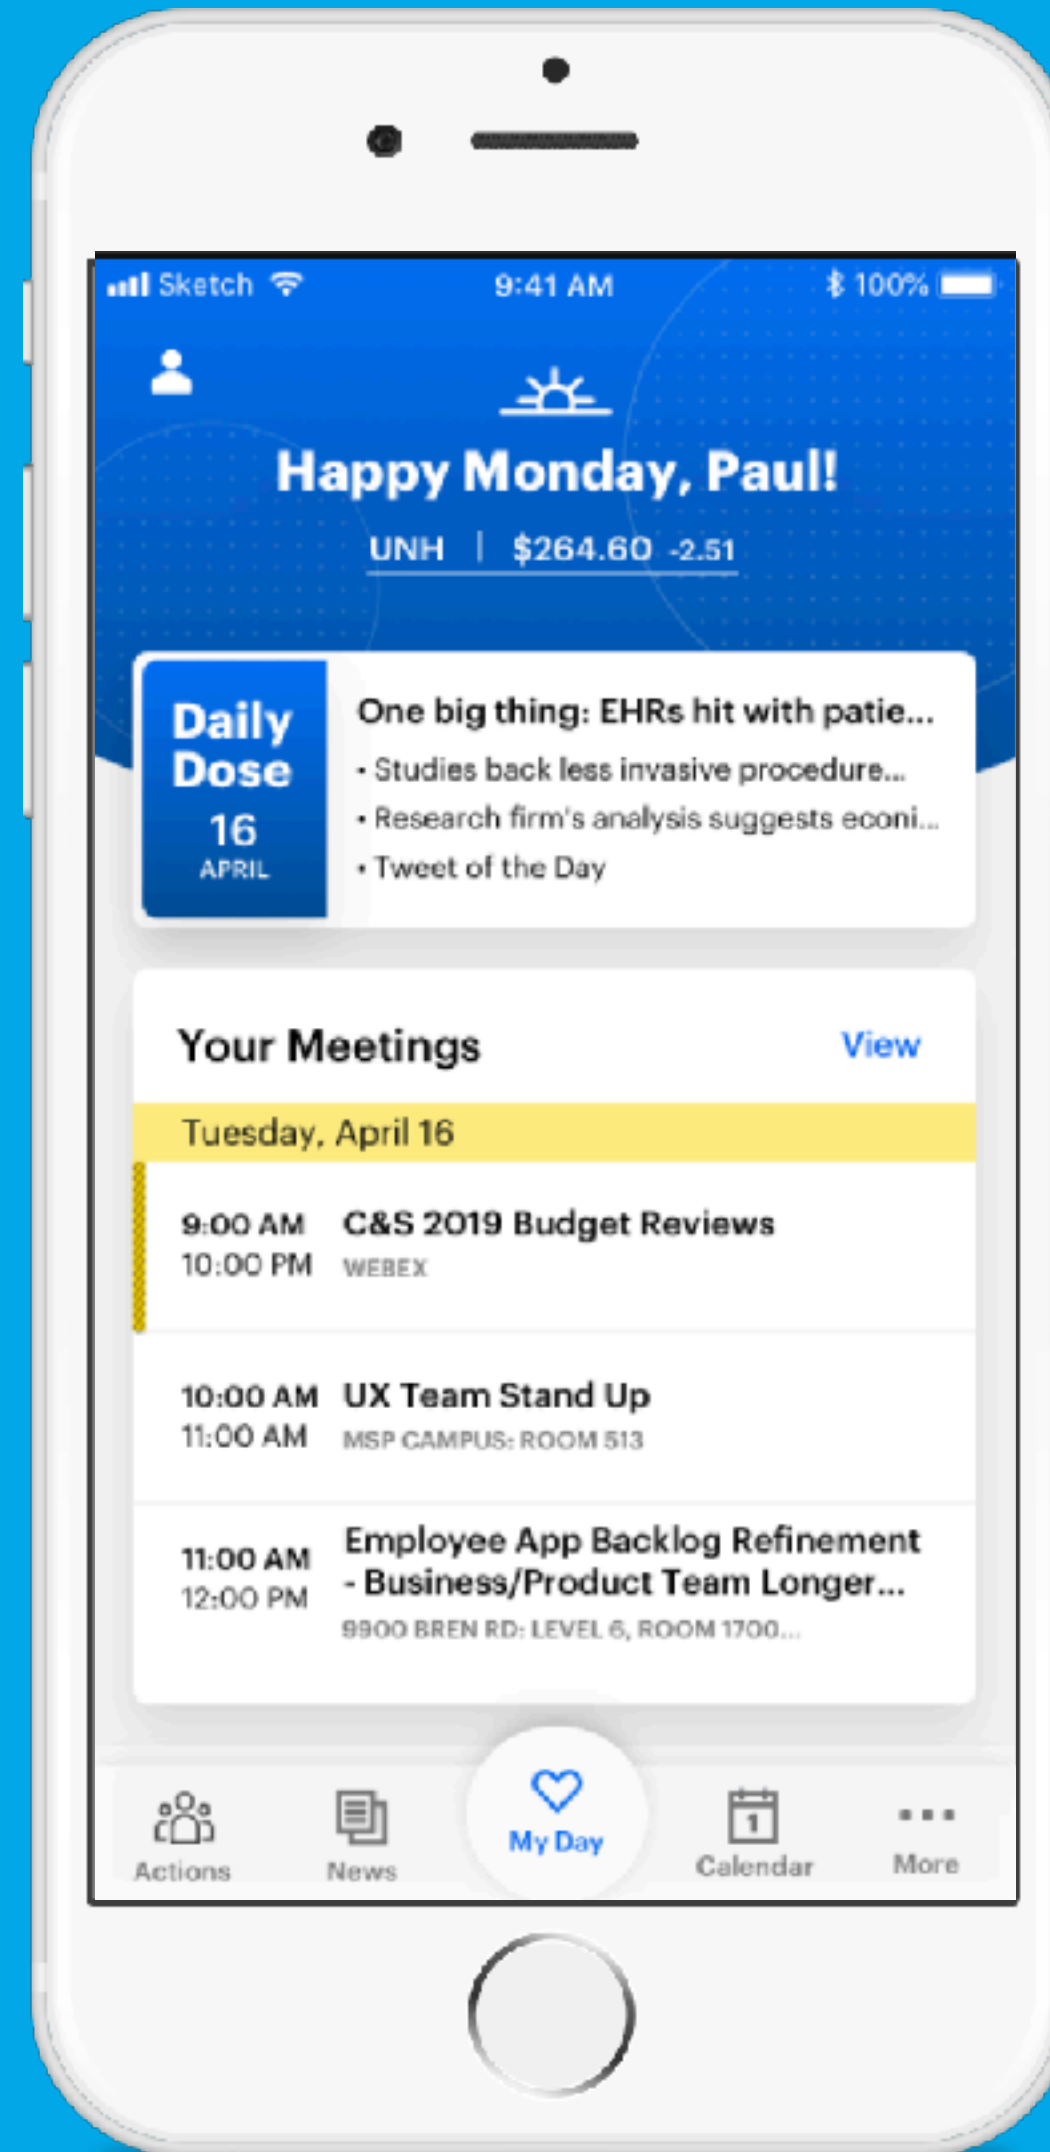 Sketch 9:41 AM 100%
Happy Monday, Paul!
UNH | $264.60 -2.51
Daily
Dose
16
APRIL
One big thing: EHRs hit with patie...
• Studies back less invasive procedure...
• Research firm's analysis suggests econi...
• Tweet of the Day
Your Meetings View
Tuesday, April 16
9:00 AM C&S 2019 Budget Reviews
10:00 PM WEBEX
10:00 AM UX Team Stand Up
11:00 AM MSP CAMPUS: ROOM 513
11:00 AM Employee App Backlog Refinement
12:00 PM - Business/Product Team Longer...
9900 BREN RD: LEVEL 6, ROOM 1700...
Actions News My Day 1 Calendar More